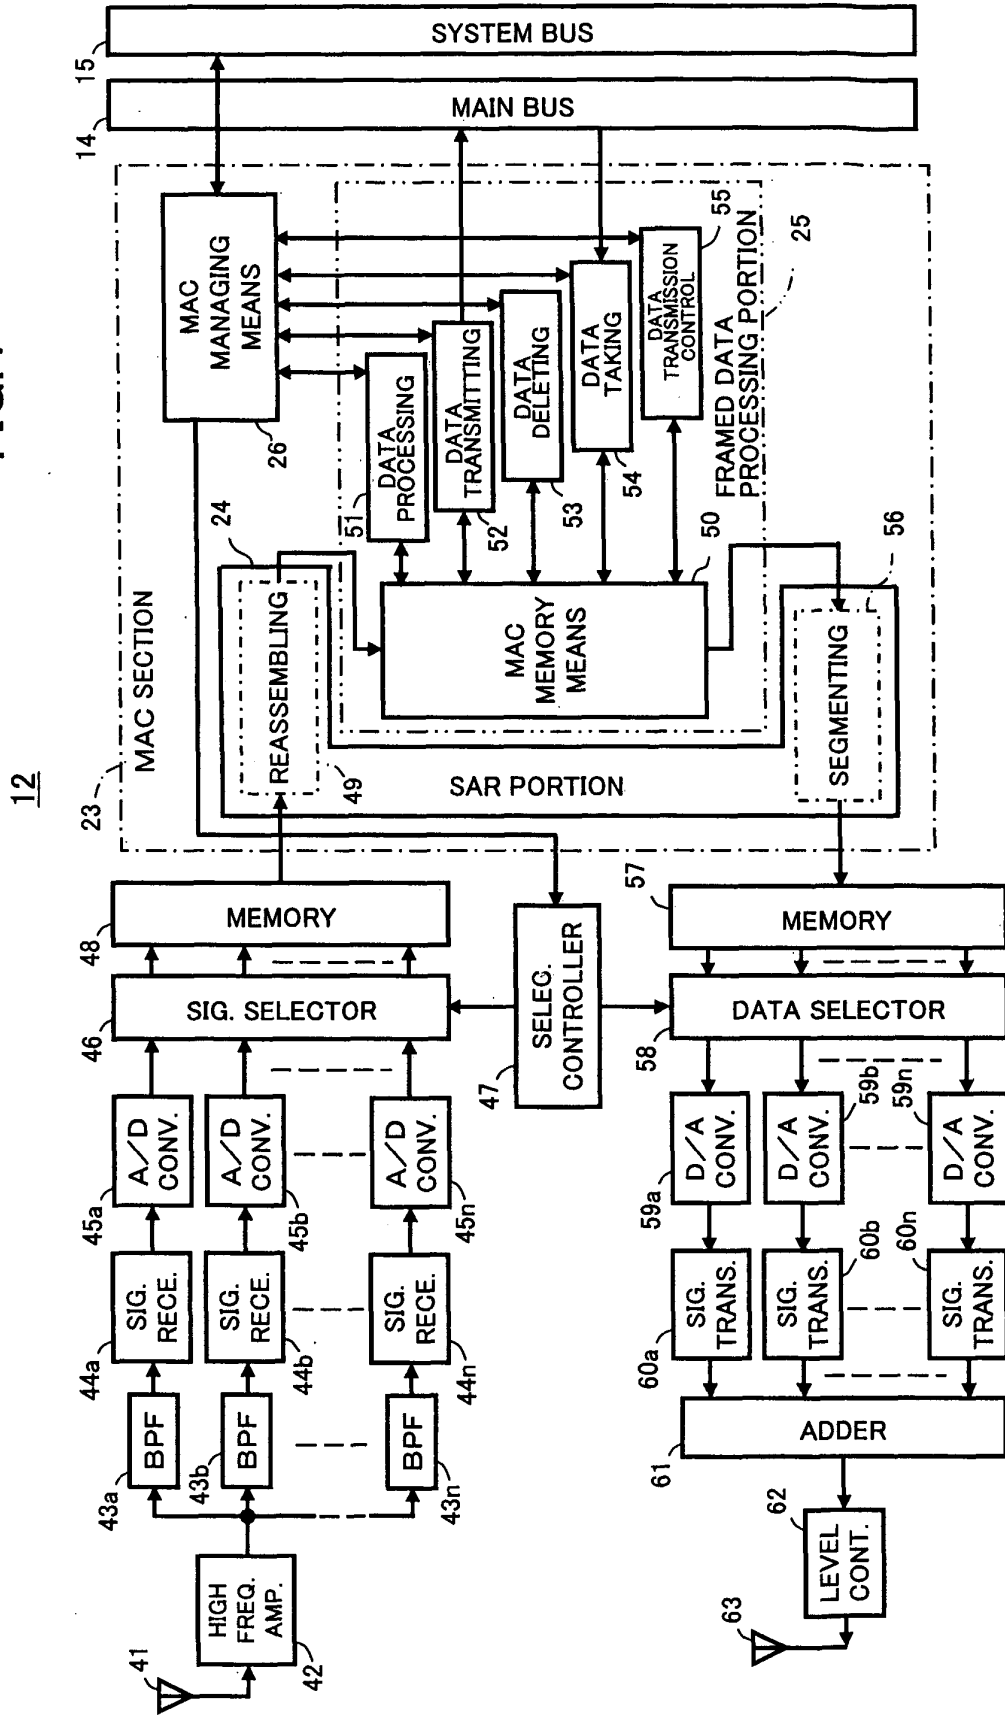 12
41
HIGH
FREQ.
AMP.
42
43a
BPF
43b
BPF
43n
BPF
44a
SIG.
RECE.
44b
SIG.
RECE.
44n
SIG.
RECE.
45a
A/D
CONV.
45b
A/D
CONV.
45n
A/D
CONV.
46
SIG. SELECTOR
48
MEMORY
47
SELEC.
CONTROLLER
23
MAC SECTION
24
REASSEMBLING
49
SAR PORTION
MAC
MANAGING
MEANS
26
MAC
MEMORY
MEANS
50
51
DATA
PROCESSING
52
DATA
TRANSMITTING
53
DATA
DELETING
54
DATA
TAKING
55
DATA
TRANSMISSION
CONTROL
FRAMED DATA
PROCESSING PORTION
25
SEGMENTING
56
14
MAIN BUS
15
SYSTEM BUS
57
MEMORY
58
DATA SELECTOR
59a
D/A
CONV.
59b
D/A
CONV.
59n
D/A
CONV.
60a
SIG.
TRANS.
60b
SIG.
TRANS.
60n
SIG.
TRANS.
61
ADDER
62
LEVEL
CONT.
63